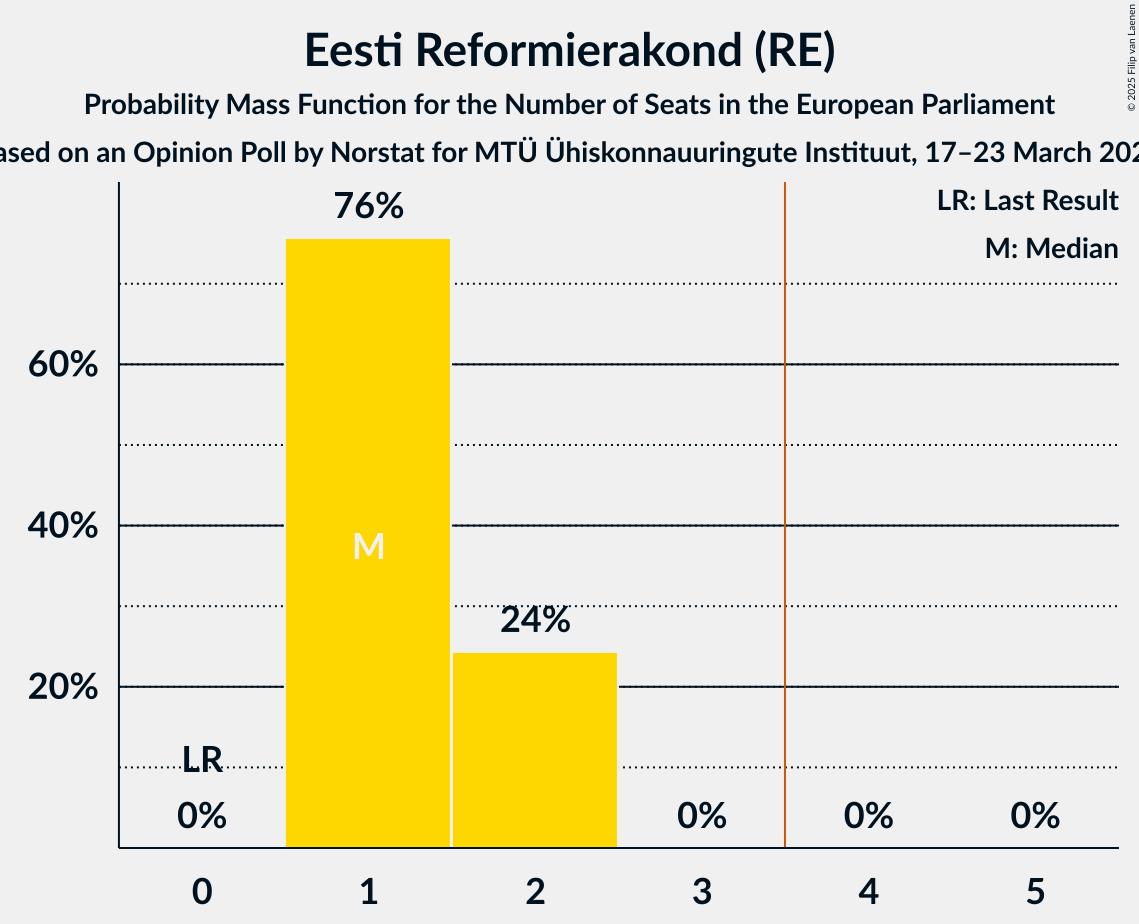 Eesti Reformierakond (RE)
Probability Mass Function for the Number of Seats in the European Parliament
ased on an Opinion Poll by Norstat for MTÜ Ühiskonnauuringute Instituut, 17–23 March 202
© 2025 Filip van Laenen
LR: Last Result
M: Median
76%
60%
40%
M
24%
20%
LR
0%
0%
0%
0%
0 1 2 3 4 5